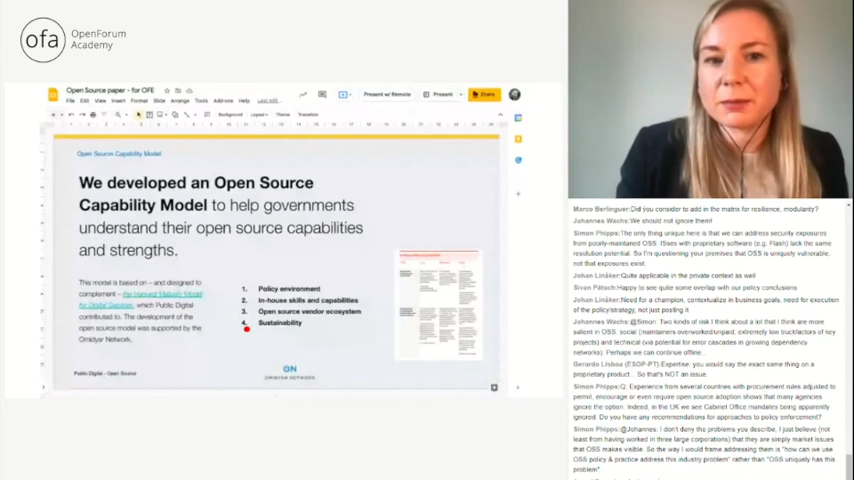 ofa
OpenForum
Academy
Open Source paper - for OFE
File Edit View Insert Format Slide Arrange Tools Add-ons Help
Present w/ Remote
Present
Share
Background Layout Theme Transition
Open Source Capability Model
We developed an Open Source
Capability Model to help governments
understand their open source capabilities
and strengths.
This model is based on – and designed to
complement – the Harvard Maturity Model
for Digital Services, which Public Digital
contributed to. The development of the
open source model was supported by the
Omidyar Network.
1. Policy environment
2. In-house skills and capabilities
3. Open source vendor ecosystem
4. Sustainability
ON
OMIDYAR NETWORK
Public Digital - Open Source
Marco Berlinguer:Did you consider to add in the matrix for resilience, modularity?
Johannes Wachs:We should not ignore them!
Simon Phipps:The only thing unique here is that we can address security exposures
from poorly-maintained OSS. ISses with proprietary software (e.g. Flash) lack the same
resolution potential. So I'm questioning your premises that OSS is uniquely vulnerable,
not that exposures exist.
Johan Linåker:Quite applicable in the private context as well
Sivan Pätsch:Happy to see quite some overlap with our policy conclusions
Johan Linåker:Need for a champion, contextualize in business goals, need for execution
of the policy/strategy, not just posting it
Johannes Wachs:@Simon: Two kinds of risk I think about a lot that I think are more
salient in OSS: social (maintainers overworked/unpaid; extremely low truckfactors of key
projects) and technical (via potential for error cascades in growing dependency
networks). Perhaps we can continue offline...
Gerardo Lisboa (ESOP-PT):Expertise: you would say the exact same thing on a
proprietary product... So that's NOT an issue.
Simon Phipps:Q: Experience from several countries with procurement rules adjusted to
permit, encourage or even require open source adoption shows that many agencies
ignore the option. Indeed, in the UK we see Cabinet Office mandates being apparently
ignored. Do you have any recommendations for approaches to policy enforcement?
Simon Phipps:@Johannes: I don't deny the problems you describe, I just believe (not
least from having worked in three large corporations) that they are simply market issues
that OSS makes visible. So the way I would frame addressing them is "how can we use
OSS policy & practice address this industry problem" rather than "OSS uniquely has this
problem"